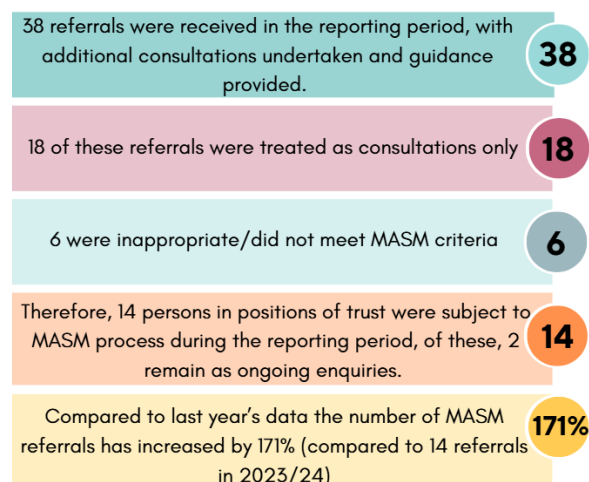 38 referrals were received in the reporting period, with
additional consultations undertaken and guidance
provided.
38
18 of these referrals were treated as consultations only
18
6 were inappropriate/did not meet MASM criteria
6
Therefore, 14 persons in positions of trust were subject to
MASM process during the reporting period, of these, 2
remain as ongoing enquiries.
14
Compared to last year's data the number of MASM
referrals has increased by 171% (compared to 14 referrals
in 2023/24)
171%